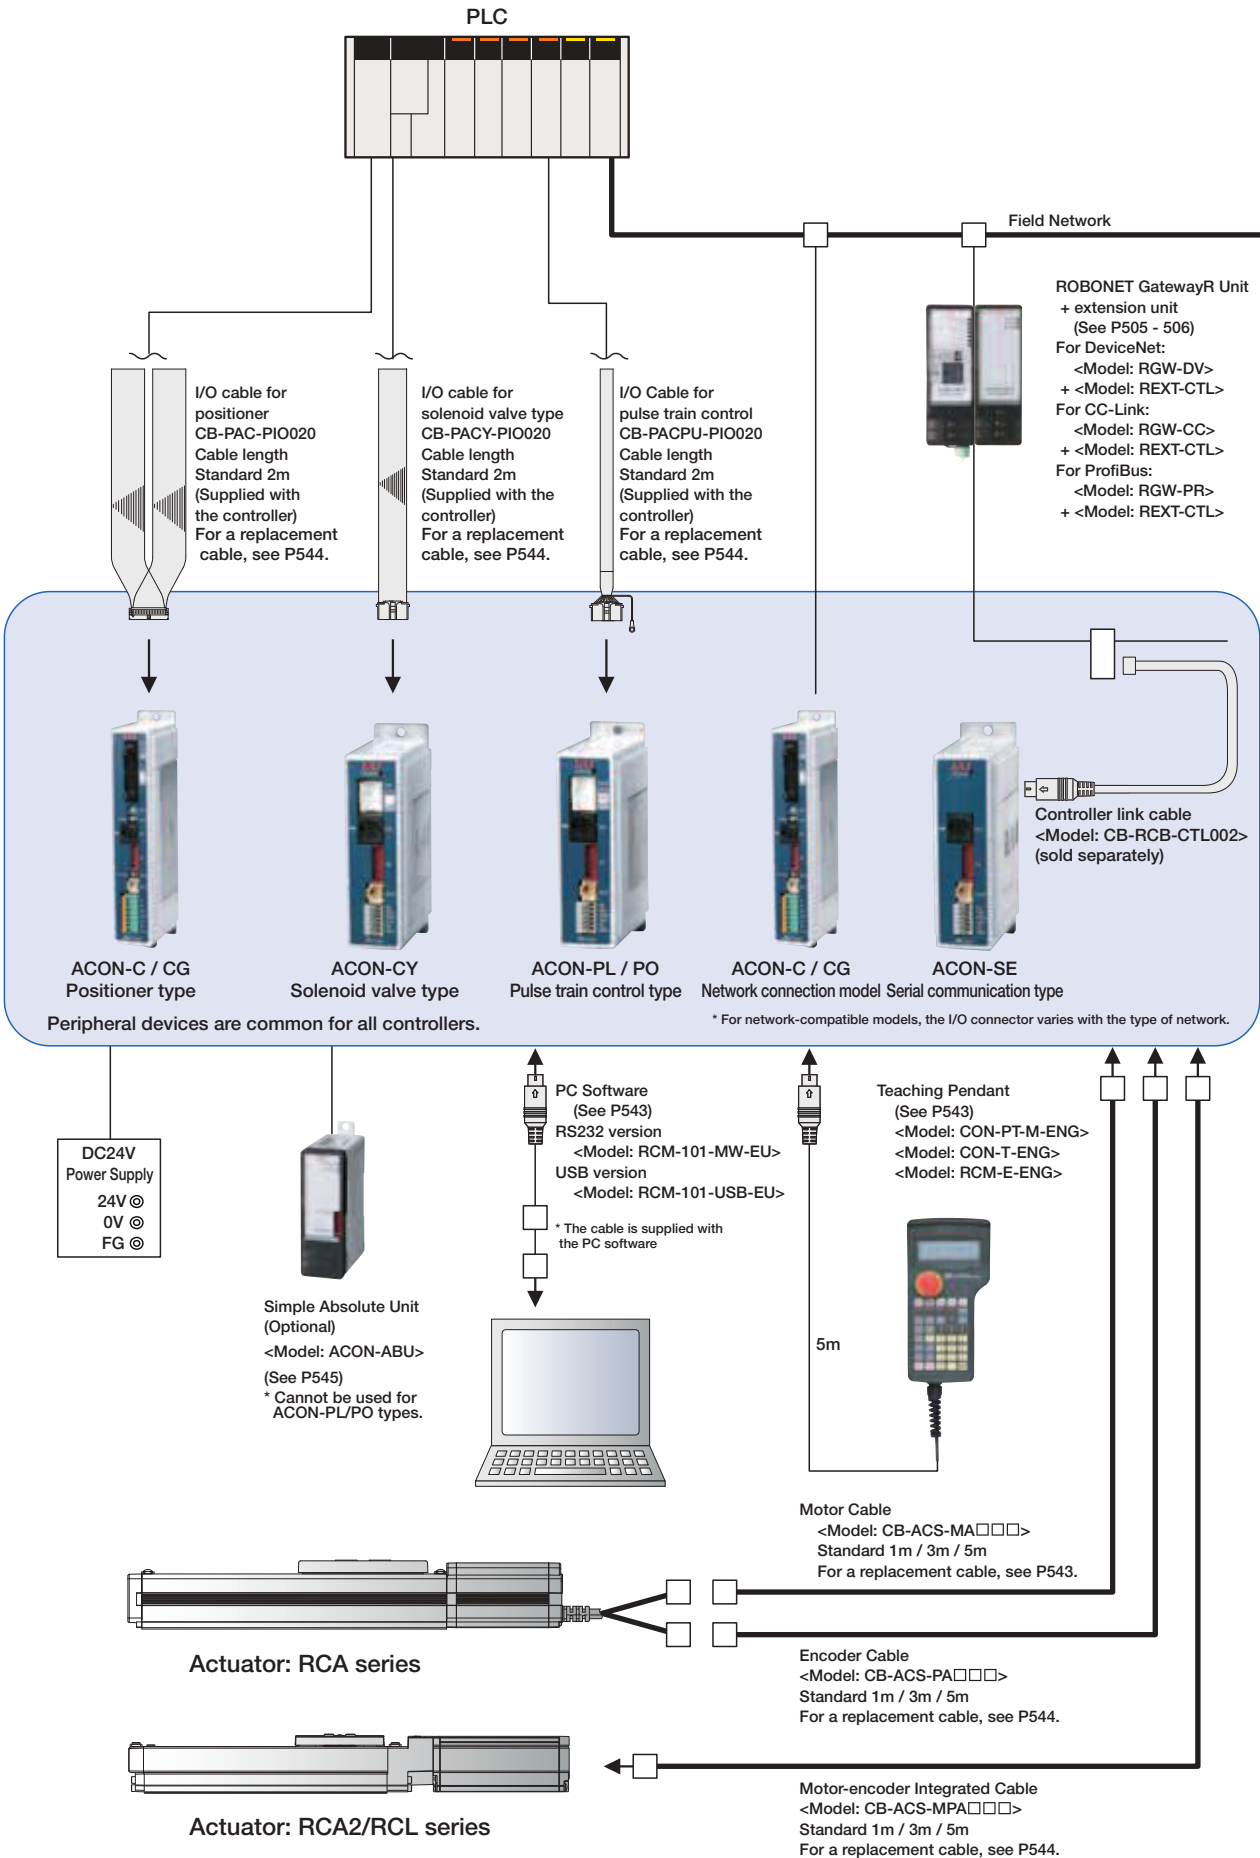 PLC
Field Network
ROBONET GatewayR Unit
+ extension unit
(See P505 - 506)
For DeviceNet:
<Model: RGW-DV>
+ <Model: REXT-CTL>
For CC-Link:
<Model: RGW-CC>
+ <Model: REXT-CTL>
For ProfiBus:
<Model: RGW-PR>
+ <Model: REXT-CTL>
I/O cable for
positioner
CB-PAC-PIO020
Cable length
Standard 2m
(Supplied with
the controller)
For a replacement
cable, see P544.
I/O cable for
solenoid valve type
CB-PACY-PIO020
Cable length
Standard 2m
(Supplied with the
controller)
For a replacement
cable, see P544.
I/O Cable for
pulse train control
CB-PACPU-PIO020
Cable length
Standard 2m
(Supplied with the
controller)
For a replacement
cable, see P544.
Controller link cable
<Model: CB-RCB-CTL002>
(sold separately)
ACON-C / CG
Positioner type
ACON-CY
Solenoid valve type
ACON-PL / PO
Pulse train control type
ACON-C / CG
Network connection model
ACON-SE
Serial communication type
Peripheral devices are common for all controllers.
* For network-compatible models, the I/O connector varies with the type of network.
DC24V
Power Supply
24V
0V
FG
Simple Absolute Unit
(Optional)
<Model: ACON-ABU>
(See P545)
* Cannot be used for
ACON-PL/PO types.
PC Software
(See P543)
RS232 version
<Model: RCM-101-MW-EU>
USB version
<Model: RCM-101-USB-EU>
* The cable is supplied with
the PC software
Teaching Pendant
(See P543)
<Model: CON-PT-M-ENG>
<Model: CON-T-ENG>
<Model: RCM-E-ENG>
5m
Motor Cable
<Model: CB-ACS-MA□□□>
Standard 1m / 3m / 5m
For a replacement cable, see P543.
Actuator: RCA series
Encoder Cable
<Model: CB-ACS-PA□□□>
Standard 1m / 3m / 5m
For a replacement cable, see P544.
Actuator: RCA2/RCL series
Motor-encoder Integrated Cable
<Model: CB-ACS-MPA□□□>
Standard 1m / 3m / 5m
For a replacement cable, see P544.